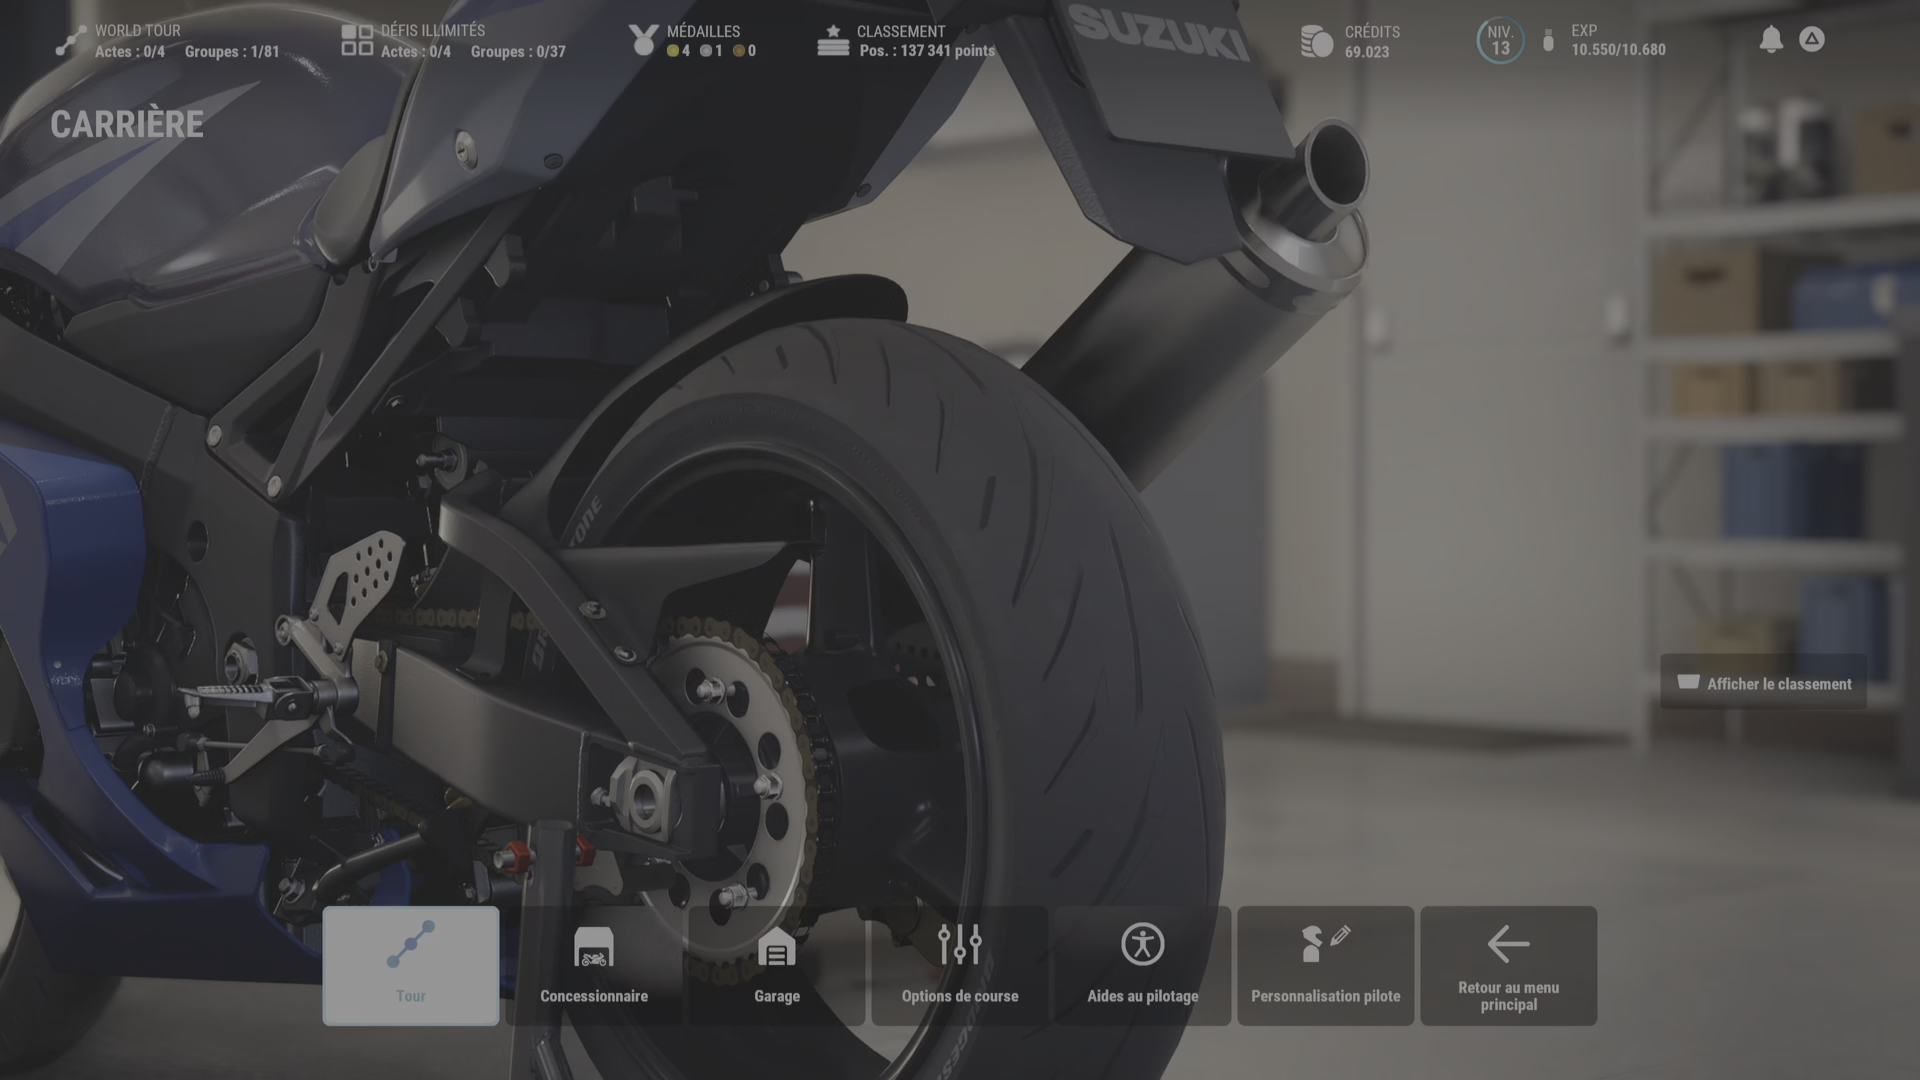 WORLD TOUR
Actes : 0/4 Groupes : 1/81
DÉFIS ILLIMITÉS
Actes : 0/4 Groupes : 0/37
MÉDAILLES
4 1 0
CLASSEMENT
Pos. : 137 341 points
CRÉDITS
69.023
NIV.
13
EXP
10.550/10.680
CARRIÈRE
SUZUKI
Afficher le classement
Tour
Concessionnaire
Garage
Options de course
Aides au pilotage
Personnalisation pilote
Retour au menu
principal